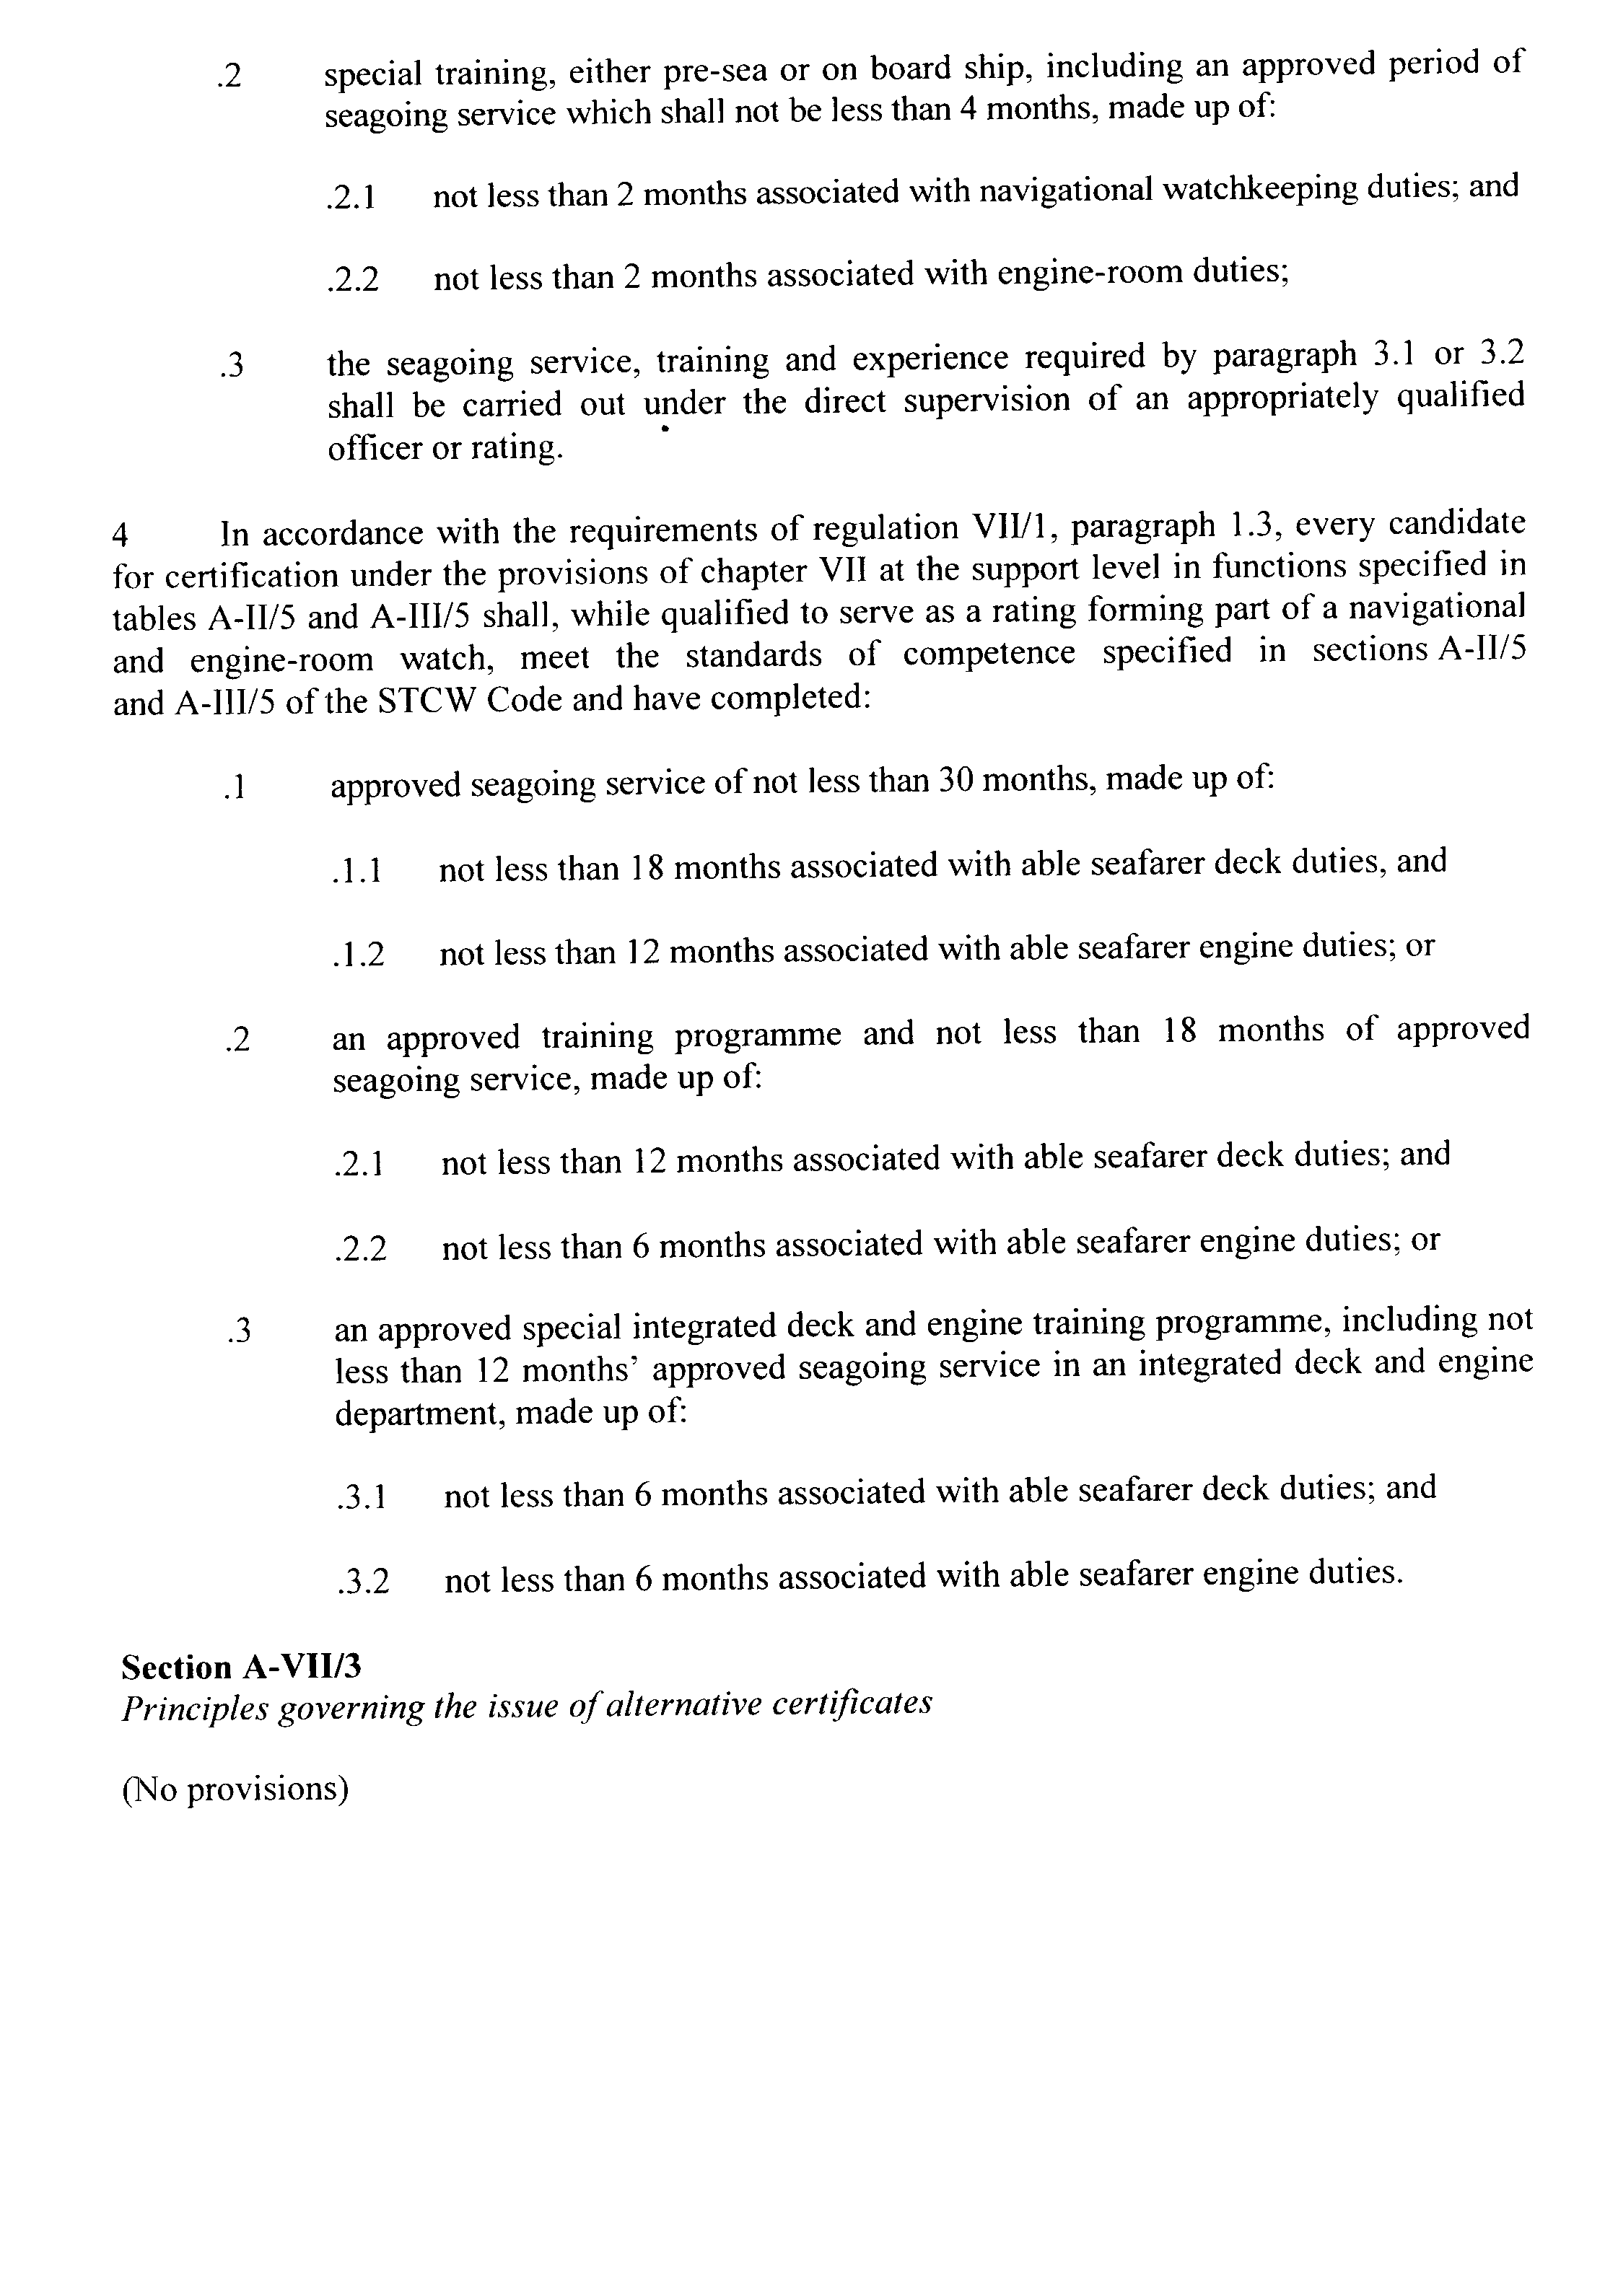 .2 special training, either pre-sea or on board ship, including an approved period of
seagoing service which shall not be less than 4 months, made up of:
.2.1 not less than 2 months associated with navigational watchkeeping duties; and
.2.2 not less than 2 months associated with engine-room duties;
.3 the seagoing service, training and experience required by paragraph 3.1 or 3.2
shall be carried out under the direct supervision of an appropriately qualified
officer or rating.
4 In accordance with the requirements of regulation VII/1, paragraph 1.3, every candidate
for certification under the provisions of chapter VII at the support level in functions specified in
tables A-II/5 and A-III/5 shall, while qualified to serve as a rating forming part of a navigational
and engine-room watch, meet the standards of competence specified in sections A-II/5
and A-III/5 of the STCW Code and have completed:
.1 approved seagoing service of not less than 30 months, made up of:
.1.1 not less than 18 months associated with able seafarer deck duties, and
.1.2 not less than 12 months associated with able seafarer engine duties; or
.2 an approved training programme and not less than 18 months of approved
seagoing service, made up of:
.2.1 not less than 12 months associated with able seafarer deck duties; and
.2.2 not less than 6 months associated with able seafarer engine duties; or
.3 an approved special integrated deck and engine training programme, including not
less than 12 months’ approved seagoing service in an integrated deck and engine
department, made up of:
.3.1 not less than 6 months associated with able seafarer deck duties; and
.3.2 not less than 6 months associated with able seafarer engine duties.
Section A-VII/3
Principles governing the issue of alternative certificates
(No provisions)